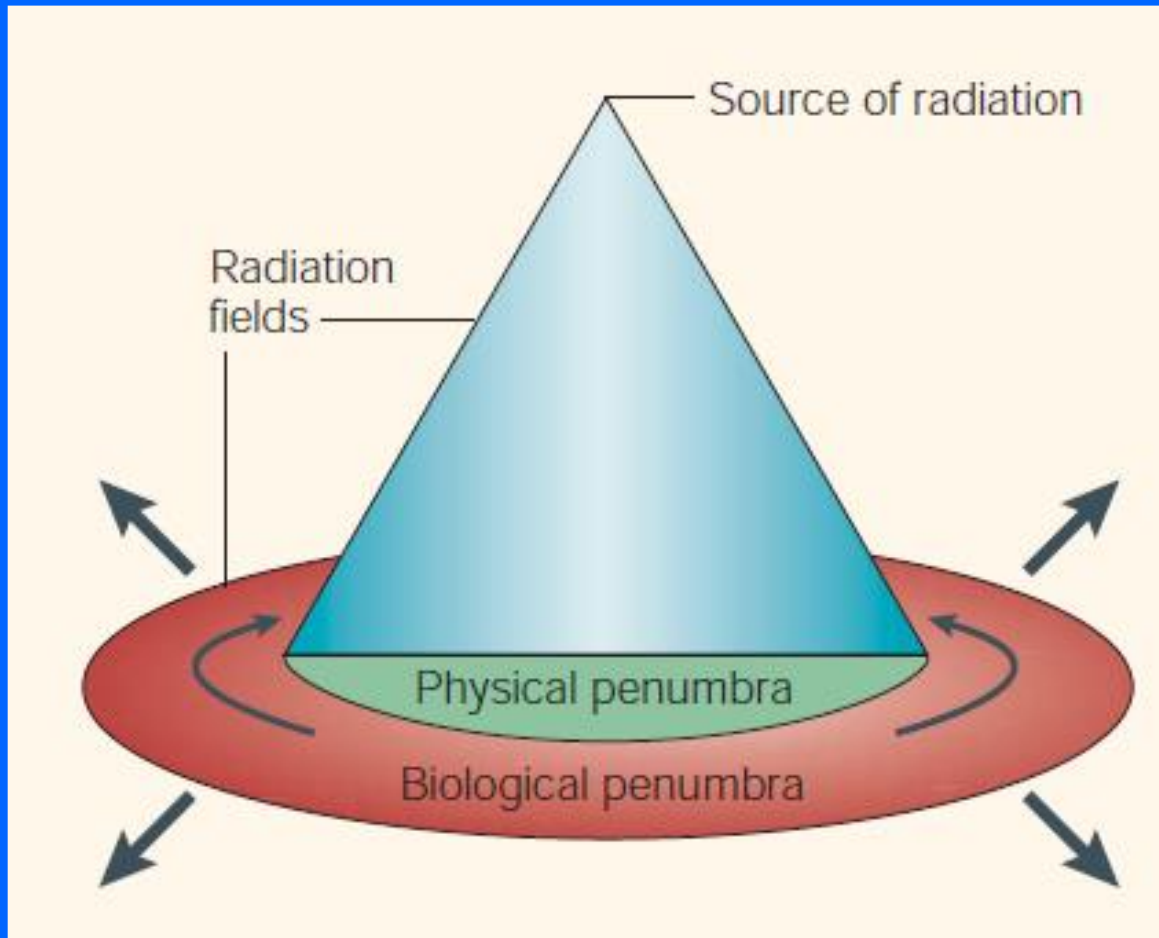 Source of radiation
Radiation
fields
Physical penumbra
Biological penumbra